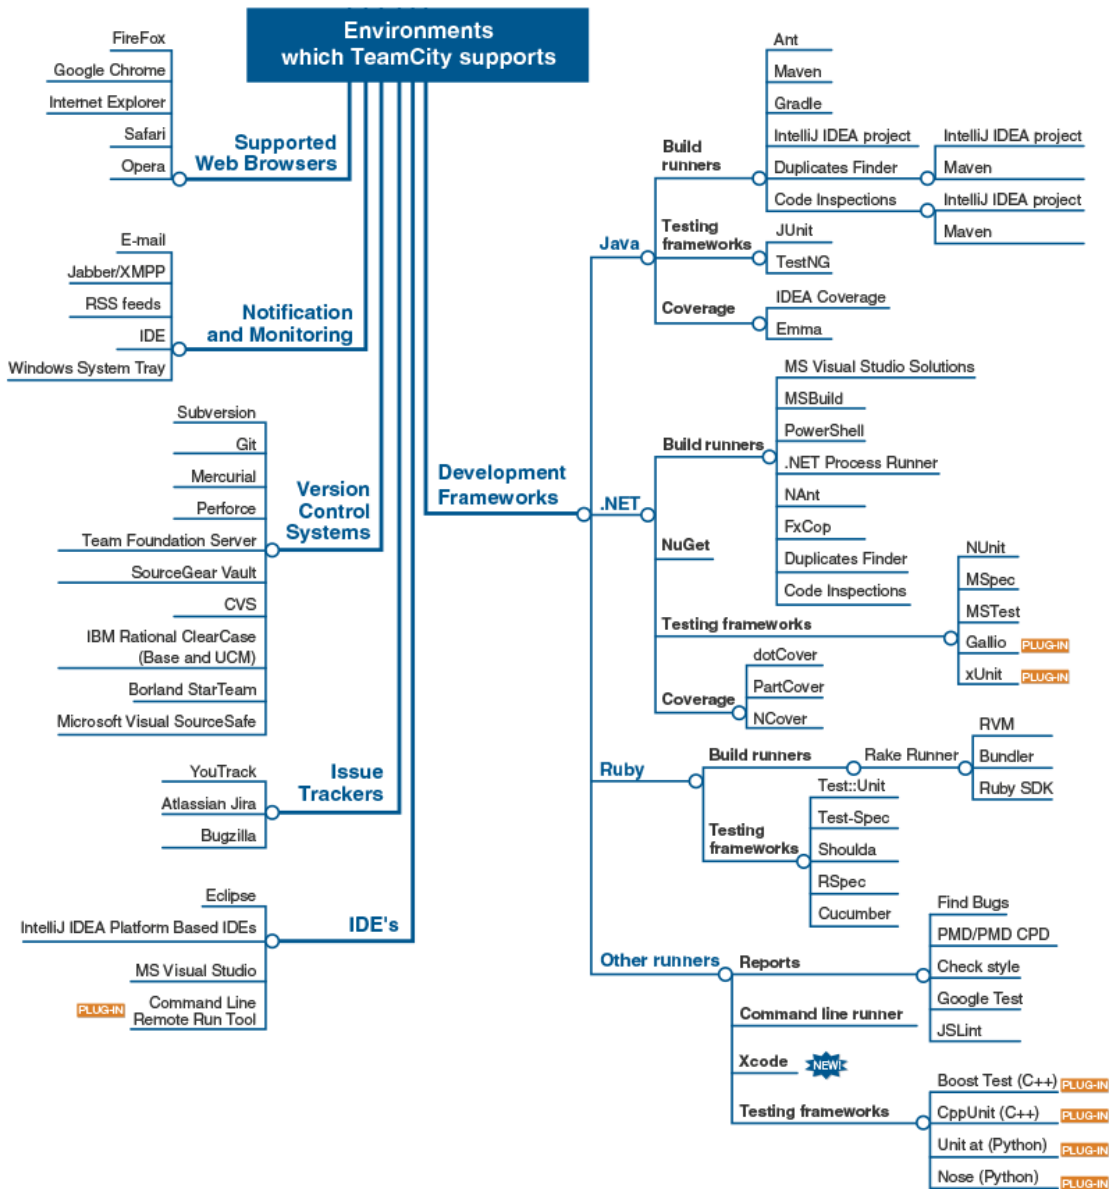 Environments
which TeamCity supports
FireFox
Google Chrome
Internet Explorer
Safari
Opera
Supported
Web Browsers
E-mail
Jabber/XMPP
RSS feeds
IDE
Windows System Tray
Notification
and Monitoring
Subversion
Git
Mercurial
Perforce
Team Foundation Server
SourceGear Vault
CVS
IBM Rational ClearCase
(Base and UCM)
Borland StarTeam
Microsoft Visual SourceSafe
Version
Control
Systems
YouTrack
Atlassian Jira
Bugzilla
Issue
Trackers
Eclipse
IntelliJ IDEA Platform Based IDEs
MS Visual Studio
PLUG-IN
Command Line
Remote Run Tool
IDE's
Development
Frameworks
Java
Build
runners
Ant
Maven
Gradle
IntelliJ IDEA project
Duplicates Finder
IntelliJ IDEA project
Maven
Code Inspections
IntelliJ IDEA project
Maven
Testing
frameworks
JUnit
TestNG
Coverage
IDEA Coverage
Emma
.NET
Build runners
MS Visual Studio Solutions
MSBuild
PowerShell
.NET Process Runner
NAnt
FxCop
Duplicates Finder
Code Inspections
NuGet
Testing frameworks
NUnit
MSpec
MSTest
Gallio PLUG-IN
xUnit PLUG-IN
Coverage
dotCover
PartCover
NCover
Ruby
Build runners
Rake Runner
RVM
Bundler
Ruby SDK
Testing
frameworks
Test::Unit
Test-Spec
Shoulda
RSpec
Cucumber
Other runners
Reports
Find Bugs
PMD/PMD CPD
Check style
Google Test
JSLint
Command line runner
Xcode NEW!
Testing frameworks
Boost Test (C++) PLUG-IN
CppUnit (C++) PLUG-IN
Unit at (Python) PLUG-IN
Nose (Python) PLUG-IN